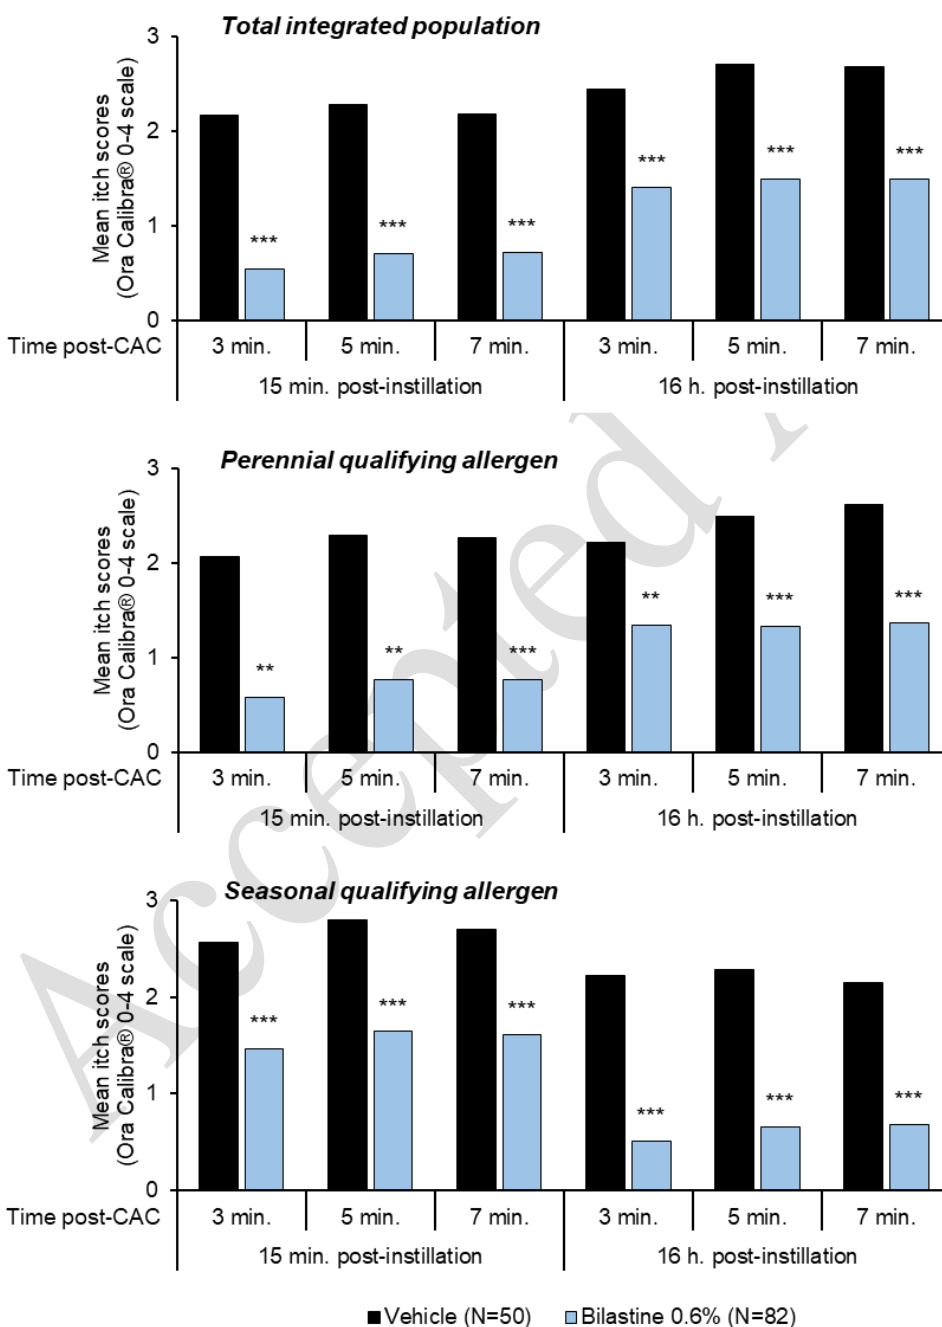 Total integrated population
Mean itch scores
(Ora Calibra® 0-4 scale)
3
2
1
0
*** *** *** *** *** ***
Time post-CAC 3 min. 5 min. 7 min. 3 min. 5 min. 7 min.
15 min. post-instillation 16 h. post-instillation
Perennial qualifying allergen
Mean itch scores
(Ora Calibra® 0-4 scale)
3
2
1
0
** ** *** ** *** ***
Time post-CAC 3 min. 5 min. 7 min. 3 min. 5 min. 7 min.
15 min. post-instillation 16 h. post-instillation
Seasonal qualifying allergen
Mean itch scores
(Ora Calibra® 0-4 scale)
3
2
1
0
*** *** *** *** *** ***
Time post-CAC 3 min. 5 min. 7 min. 3 min. 5 min. 7 min.
15 min. post-instillation 16 h. post-instillation
Vehicle (N=50) Bilastine 0.6% (N=82)
Accepted